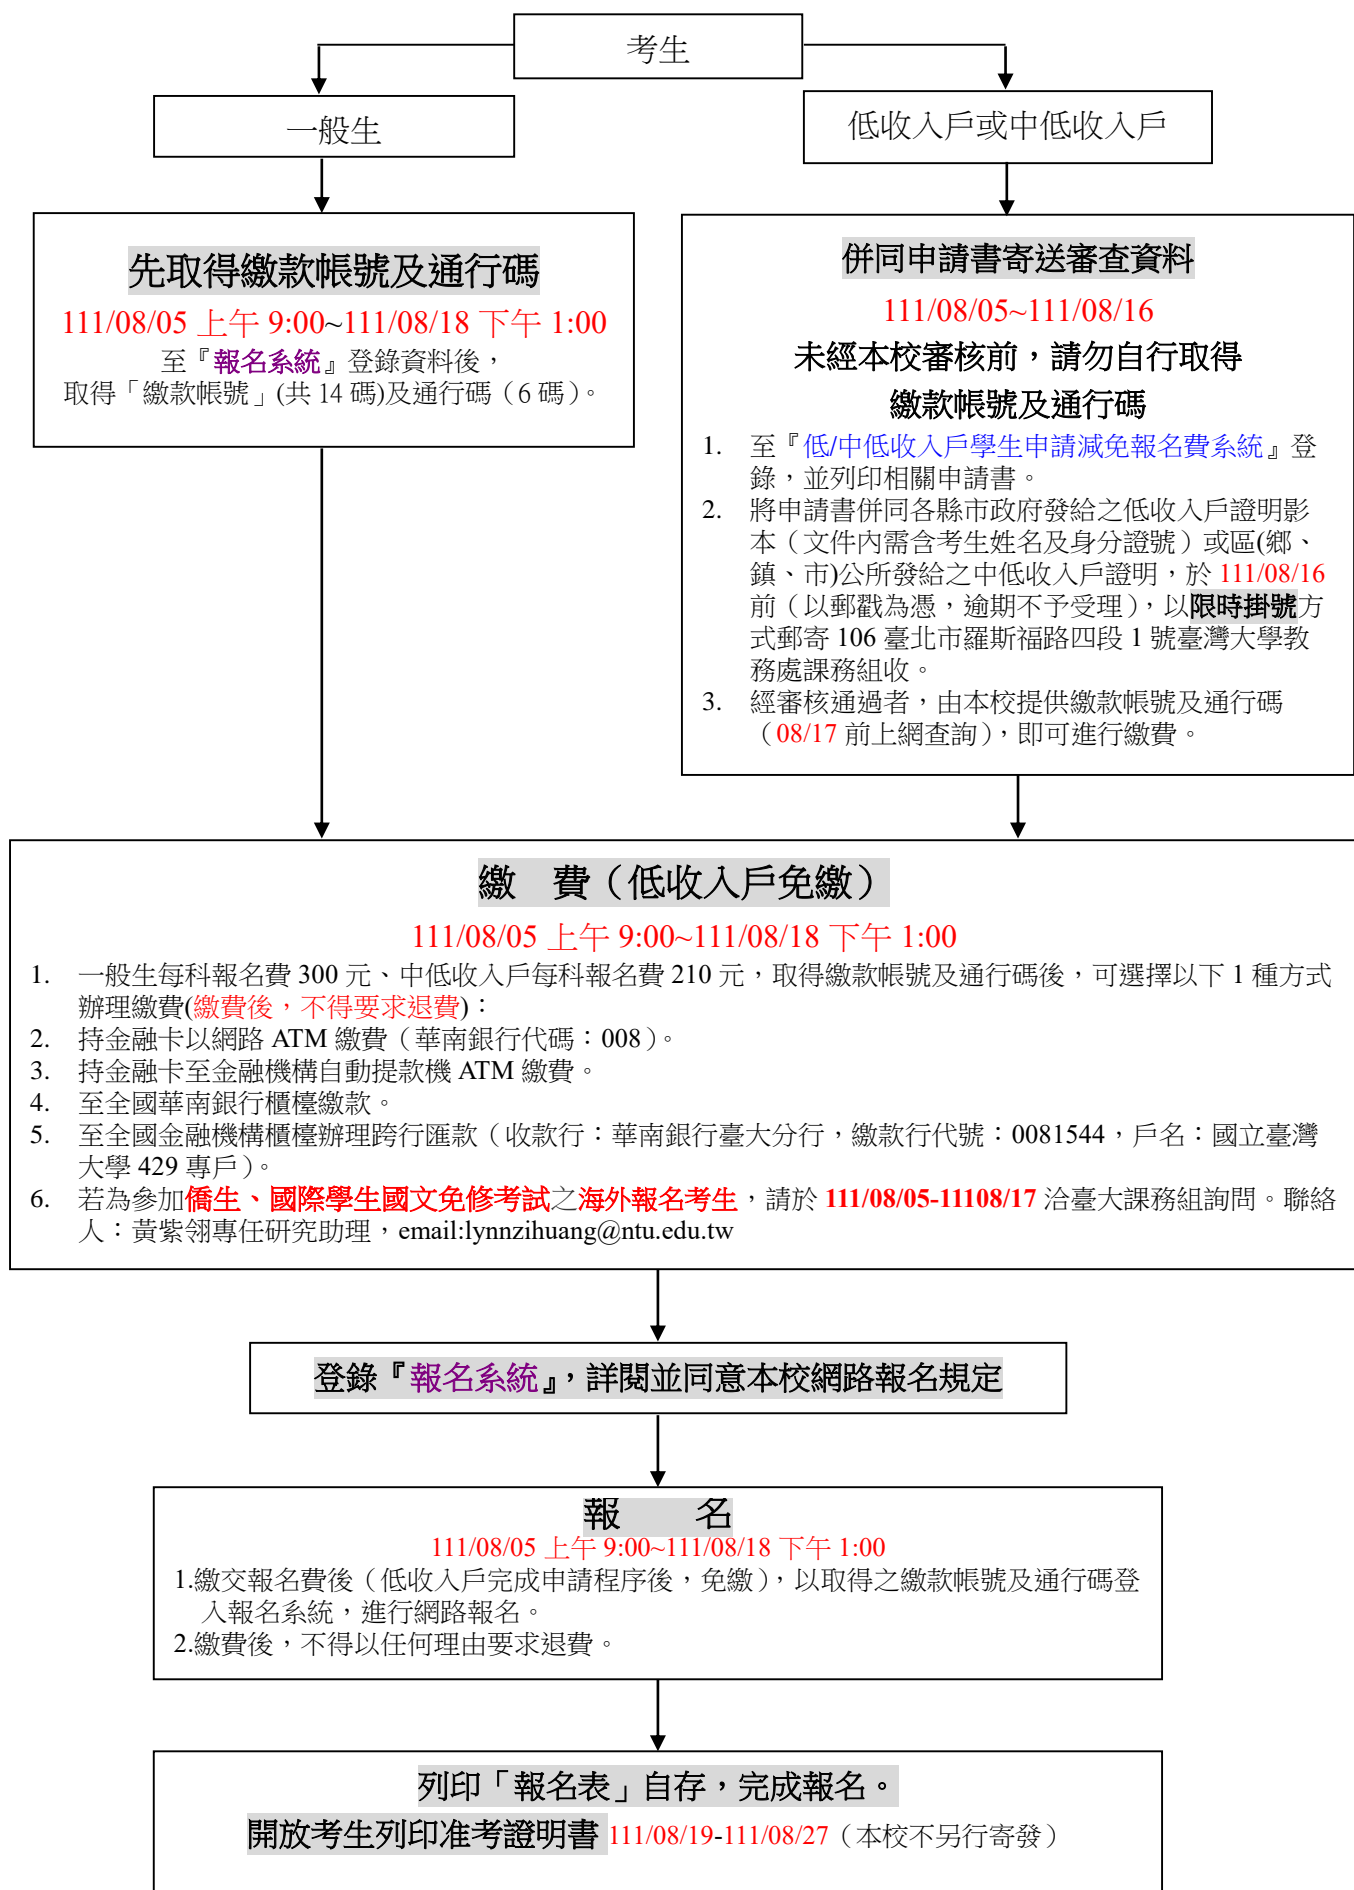 考生
一般生
低收入戶或中低收入戶
先取得繳款帳號及通行碼
111/08/05 上午 9:00~111/08/18 下午 1:00
至『報名系統』登錄資料後，
取得「繳款帳號」(共 14 碼)及通行碼（6 碼）。
併同申請書寄送審查資料
111/08/05~111/08/16
未經本校審核前，請勿自行取得
繳款帳號及通行碼
1. 至『低/中低收入戶學生申請減免報名費系統』登
錄，並列印相關申請書。
2. 將申請書併同各縣市政府發給之低收入戶證明影
本（文件內需含考生姓名及身分證號）或區(鄉、
鎮、市)公所發給之中低收入戶證明，於 111/08/16
前（以郵戳為憑，逾期不予受理），以限時掛號方
式郵寄 106 臺北市羅斯福路四段 1 號臺灣大學教
務處課務組收。
3. 經審核通過者，由本校提供繳款帳號及通行碼
（08/17 前上網查詢），即可進行繳費。
繳　費（低收入戶免繳）
111/08/05 上午 9:00~111/08/18 下午 1:00
1. 一般生每科報名費 300 元、中低收入戶每科報名費 210 元，取得繳款帳號及通行碼後，可選擇以下 1 種方式
辦理繳費(繳費後，不得要求退費)：
2. 持金融卡以網路 ATM 繳費（華南銀行代碼：008）。
3. 持金融卡至金融機構自動提款機 ATM 繳費。
4. 至全國華南銀行櫃檯繳款。
5. 至全國金融機構櫃檯辦理跨行匯款（收款行：華南銀行臺大分行，繳款行代號：0081544，戶名：國立臺灣
大學 429 專戶）。
6. 若為參加僑生、國際學生國文免修考試之海外報名考生，請於 111/08/05-11108/17 洽臺大課務組詢問。聯絡
人：黃紫翎專任研究助理，email:lynnzihuang@ntu.edu.tw
登錄『報名系統』，詳閱並同意本校網路報名規定
報　　名
111/08/05 上午 9:00~111/08/18 下午 1:00
1.繳交報名費後（低收入戶完成申請程序後，免繳），以取得之繳款帳號及通行碼登
入報名系統，進行網路報名。
2.繳費後，不得以任何理由要求退費。
列印「報名表」自存，完成報名。
開放考生列印准考證明書 111/08/19-111/08/27（本校不另行寄發）